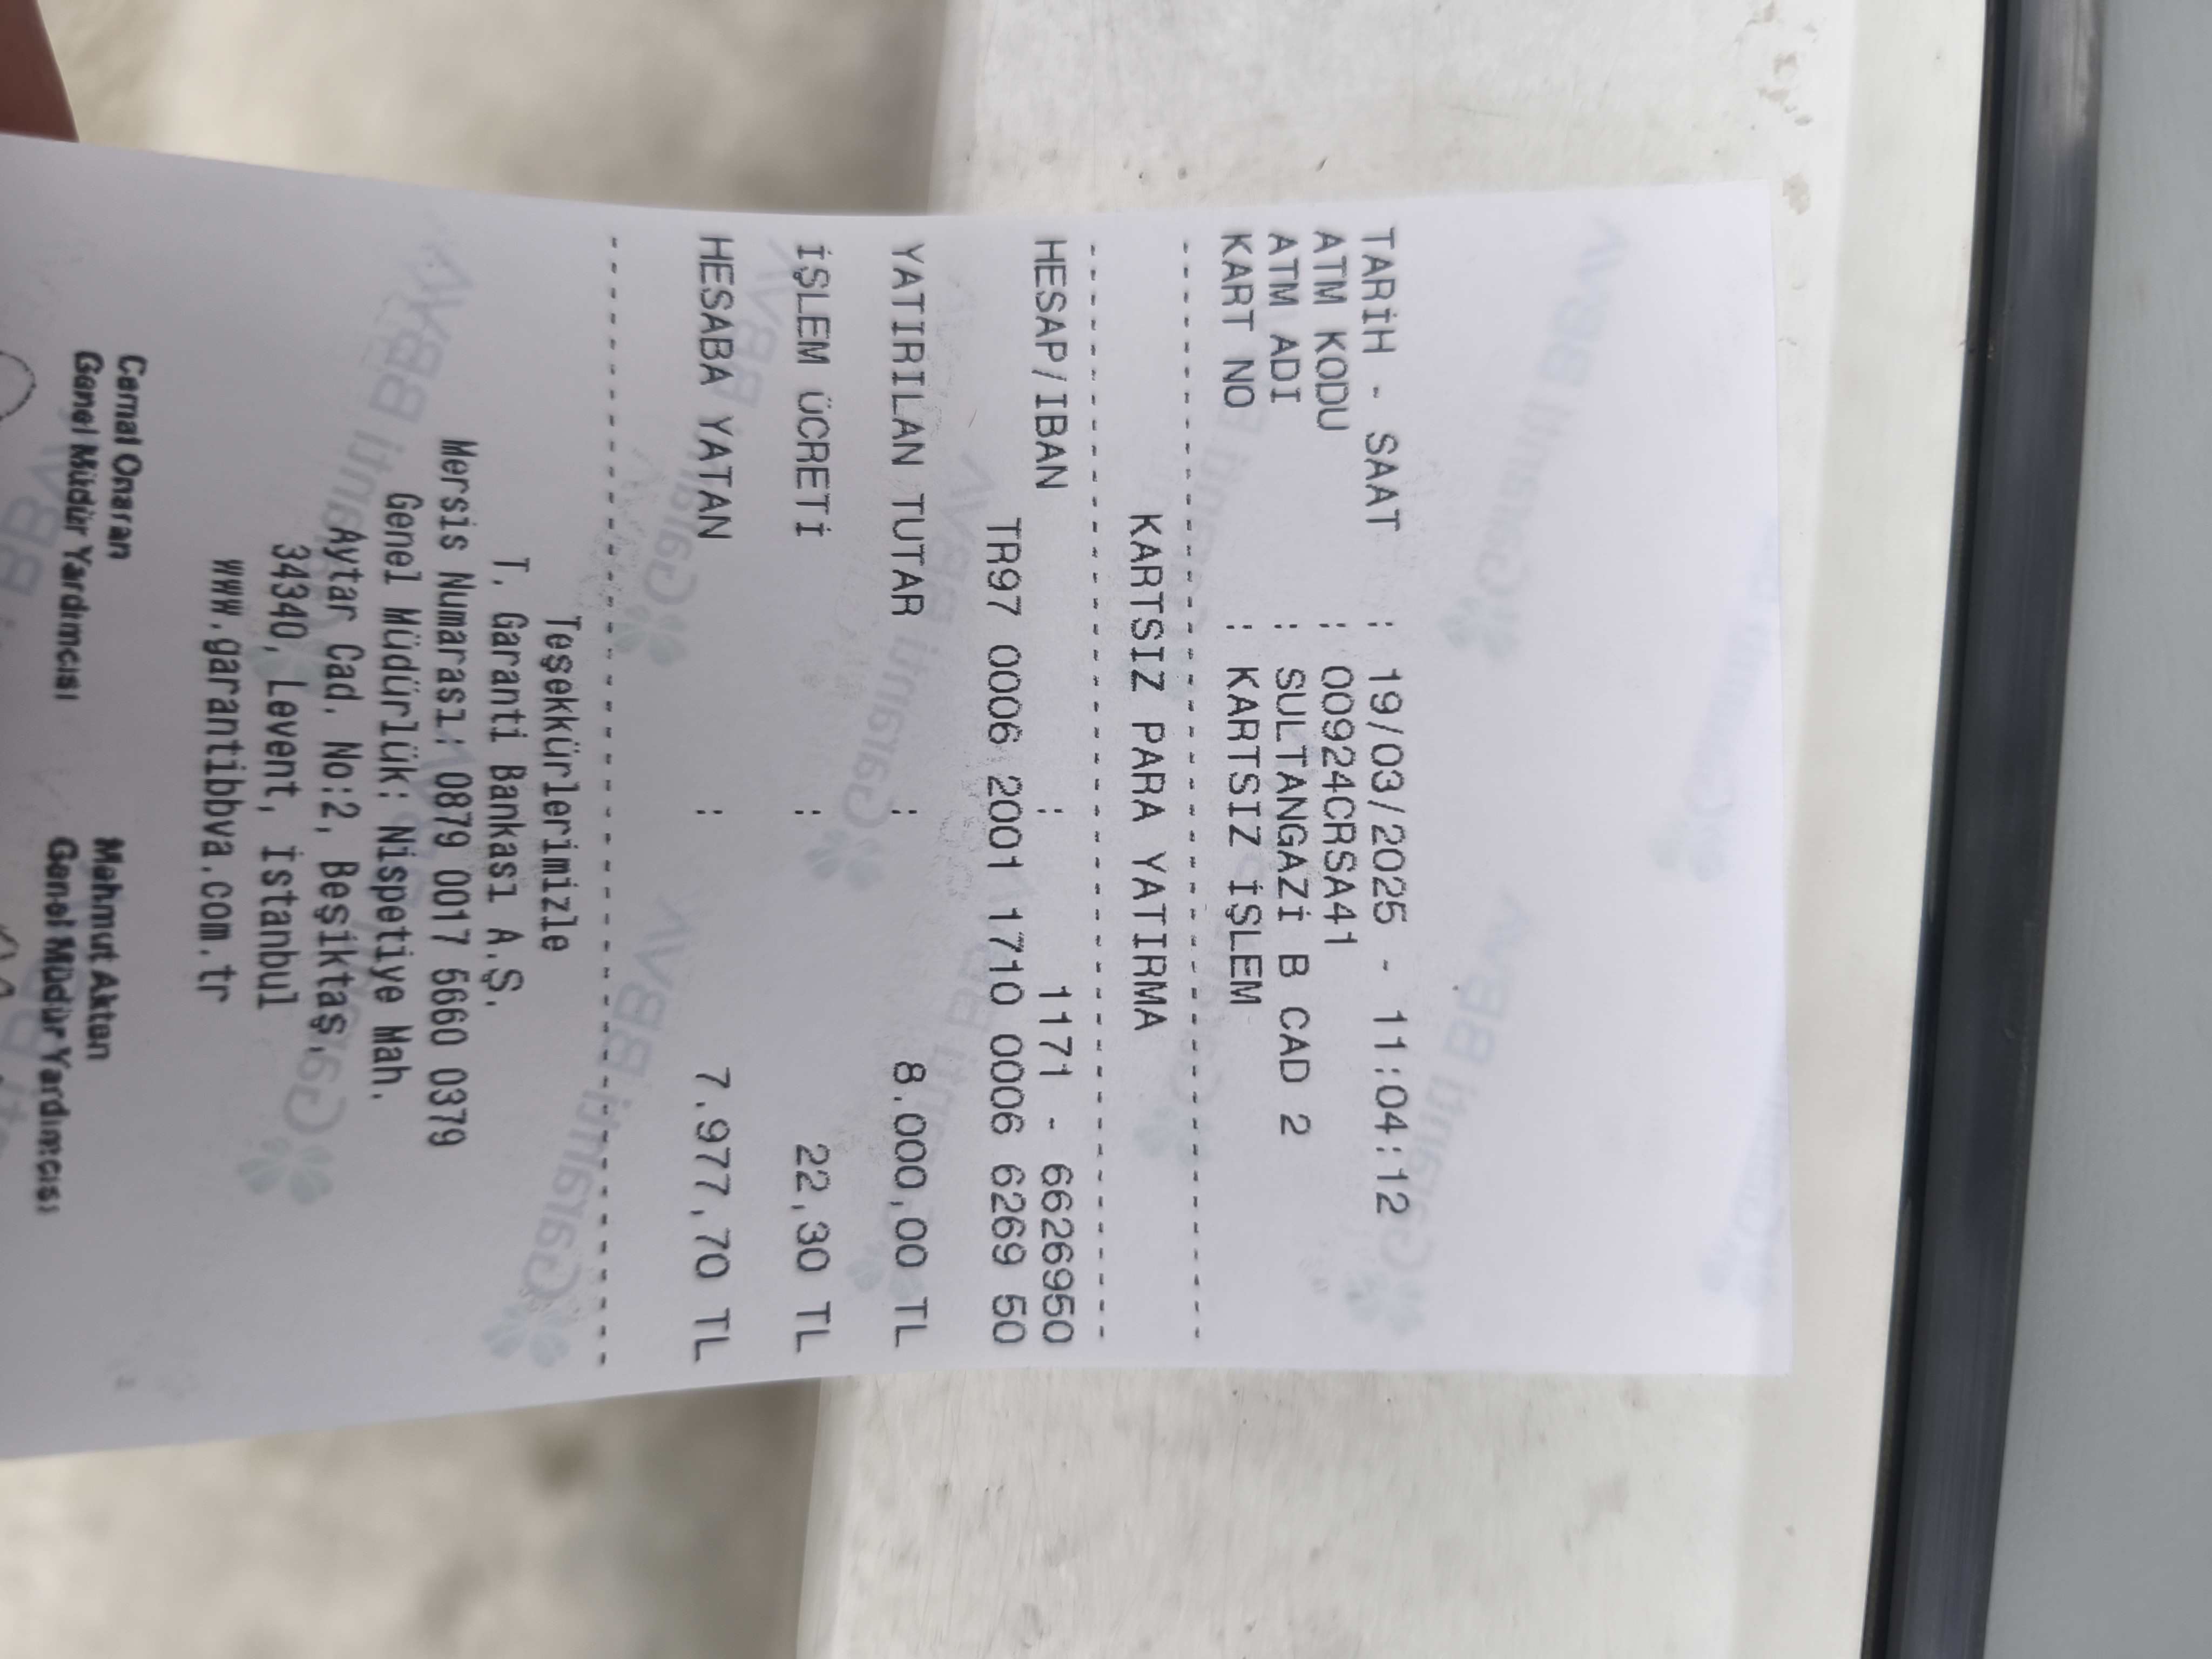 TARİH - SAAT : 19/03/2025 - 11:04:12
ATM KODU : 00924CRSA41
ATM ADI : SULTANGAZİ B CAD 2
KART NO : KARTSIZ İŞLEM
------------------------------------------
KARTSIZ PARA YATIRMA
------------------------------------------
HESAP/IBAN : 1171 - 6626950
TR97 0006 2001 1710 0006 6269 50
YATIRILAN TUTAR : 8.000,00 TL
İŞLEM ÜCRETİ : 22,30 TL
HESABA YATAN : 7.977,70 TL
------------------------------------------
Teşekkürlerimizle
T. Garanti Bankası A.Ş.
Mersis Numarası: 0879 0017 5660 0379
Genel Müdürlük: Nispetiye Mah.
Aytar Cad. No:2, Beşiktaş,
34340, Levent, İstanbul
www.garantibbva.com.tr
Cemal Onaran Mahmut Akten
Genel Müdür Yardımcısı Genel Müdür Yardımcısı
Garanti BBVA